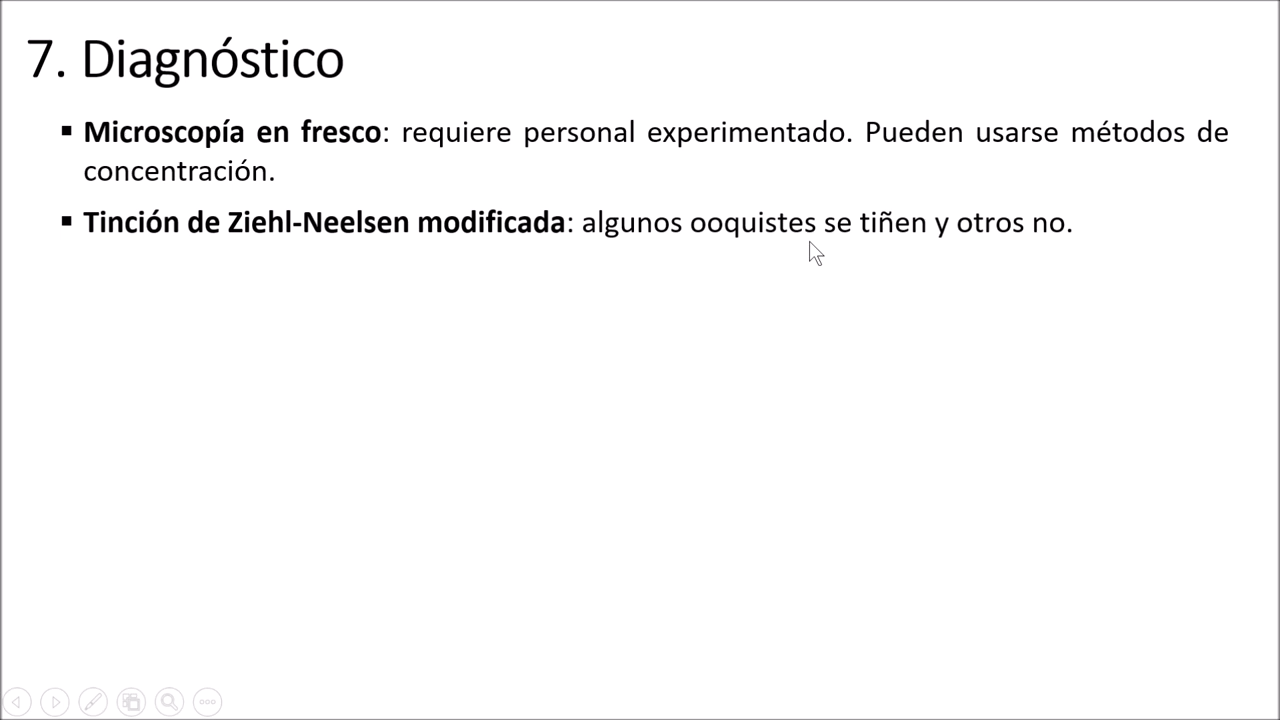 7. Diagnóstico
▪ Microscopía en fresco: requiere personal experimentado. Pueden usarse métodos de
concentración.
▪ Tinción de Ziehl-Neelsen modificada: algunos ooquistes se tiñen y otros no.